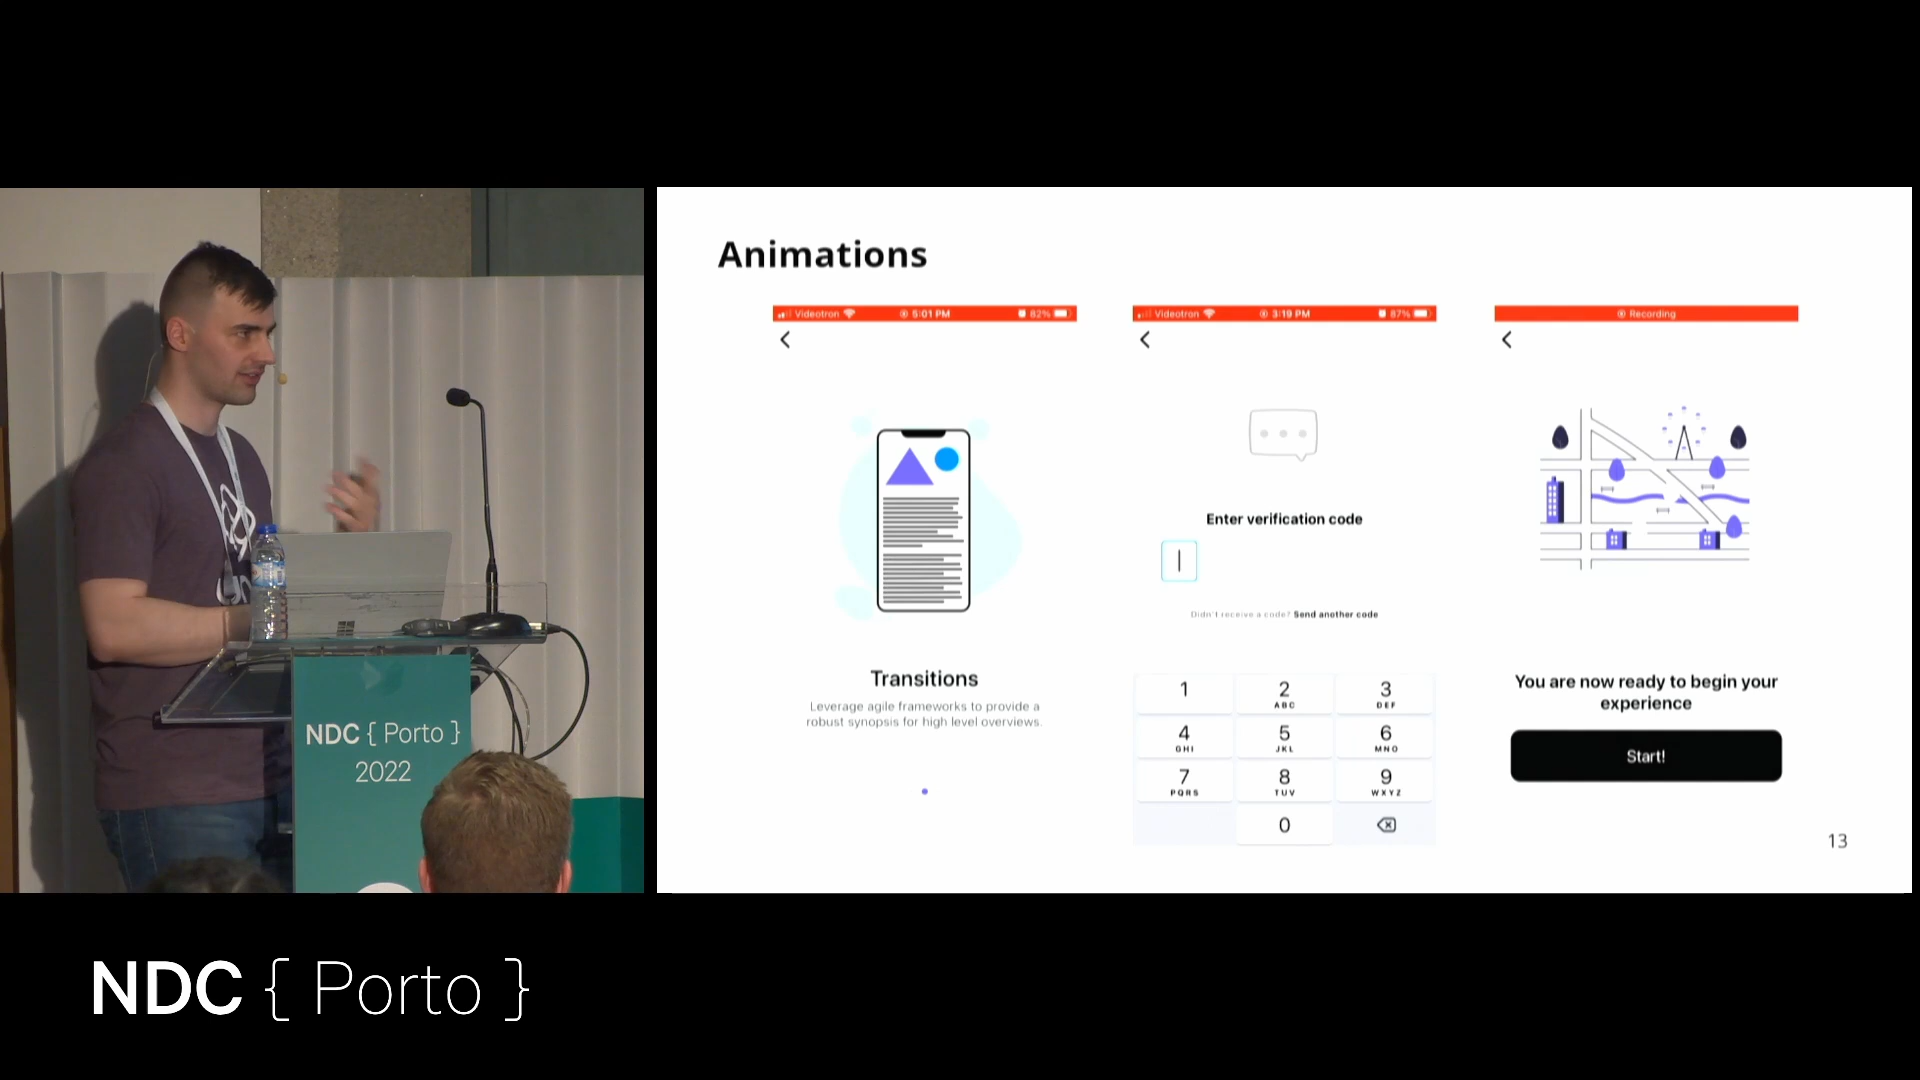 Animations
Videotron 5:01 PM 82%
Videotron 3:19 PM 87%
Recording
Enter verification code
Didn't receive a code? Send another code
Transitions
Leverage agile frameworks to provide a
robust synopsis for high level overviews.
You are now ready to begin your
experience
Start!
1 2 3
ABC DEF
4 5 6
GHI JKL MNO
7 8 9
PQRS TUV WXYZ
0
13
NDC { Porto }
2022
NDC { Porto }